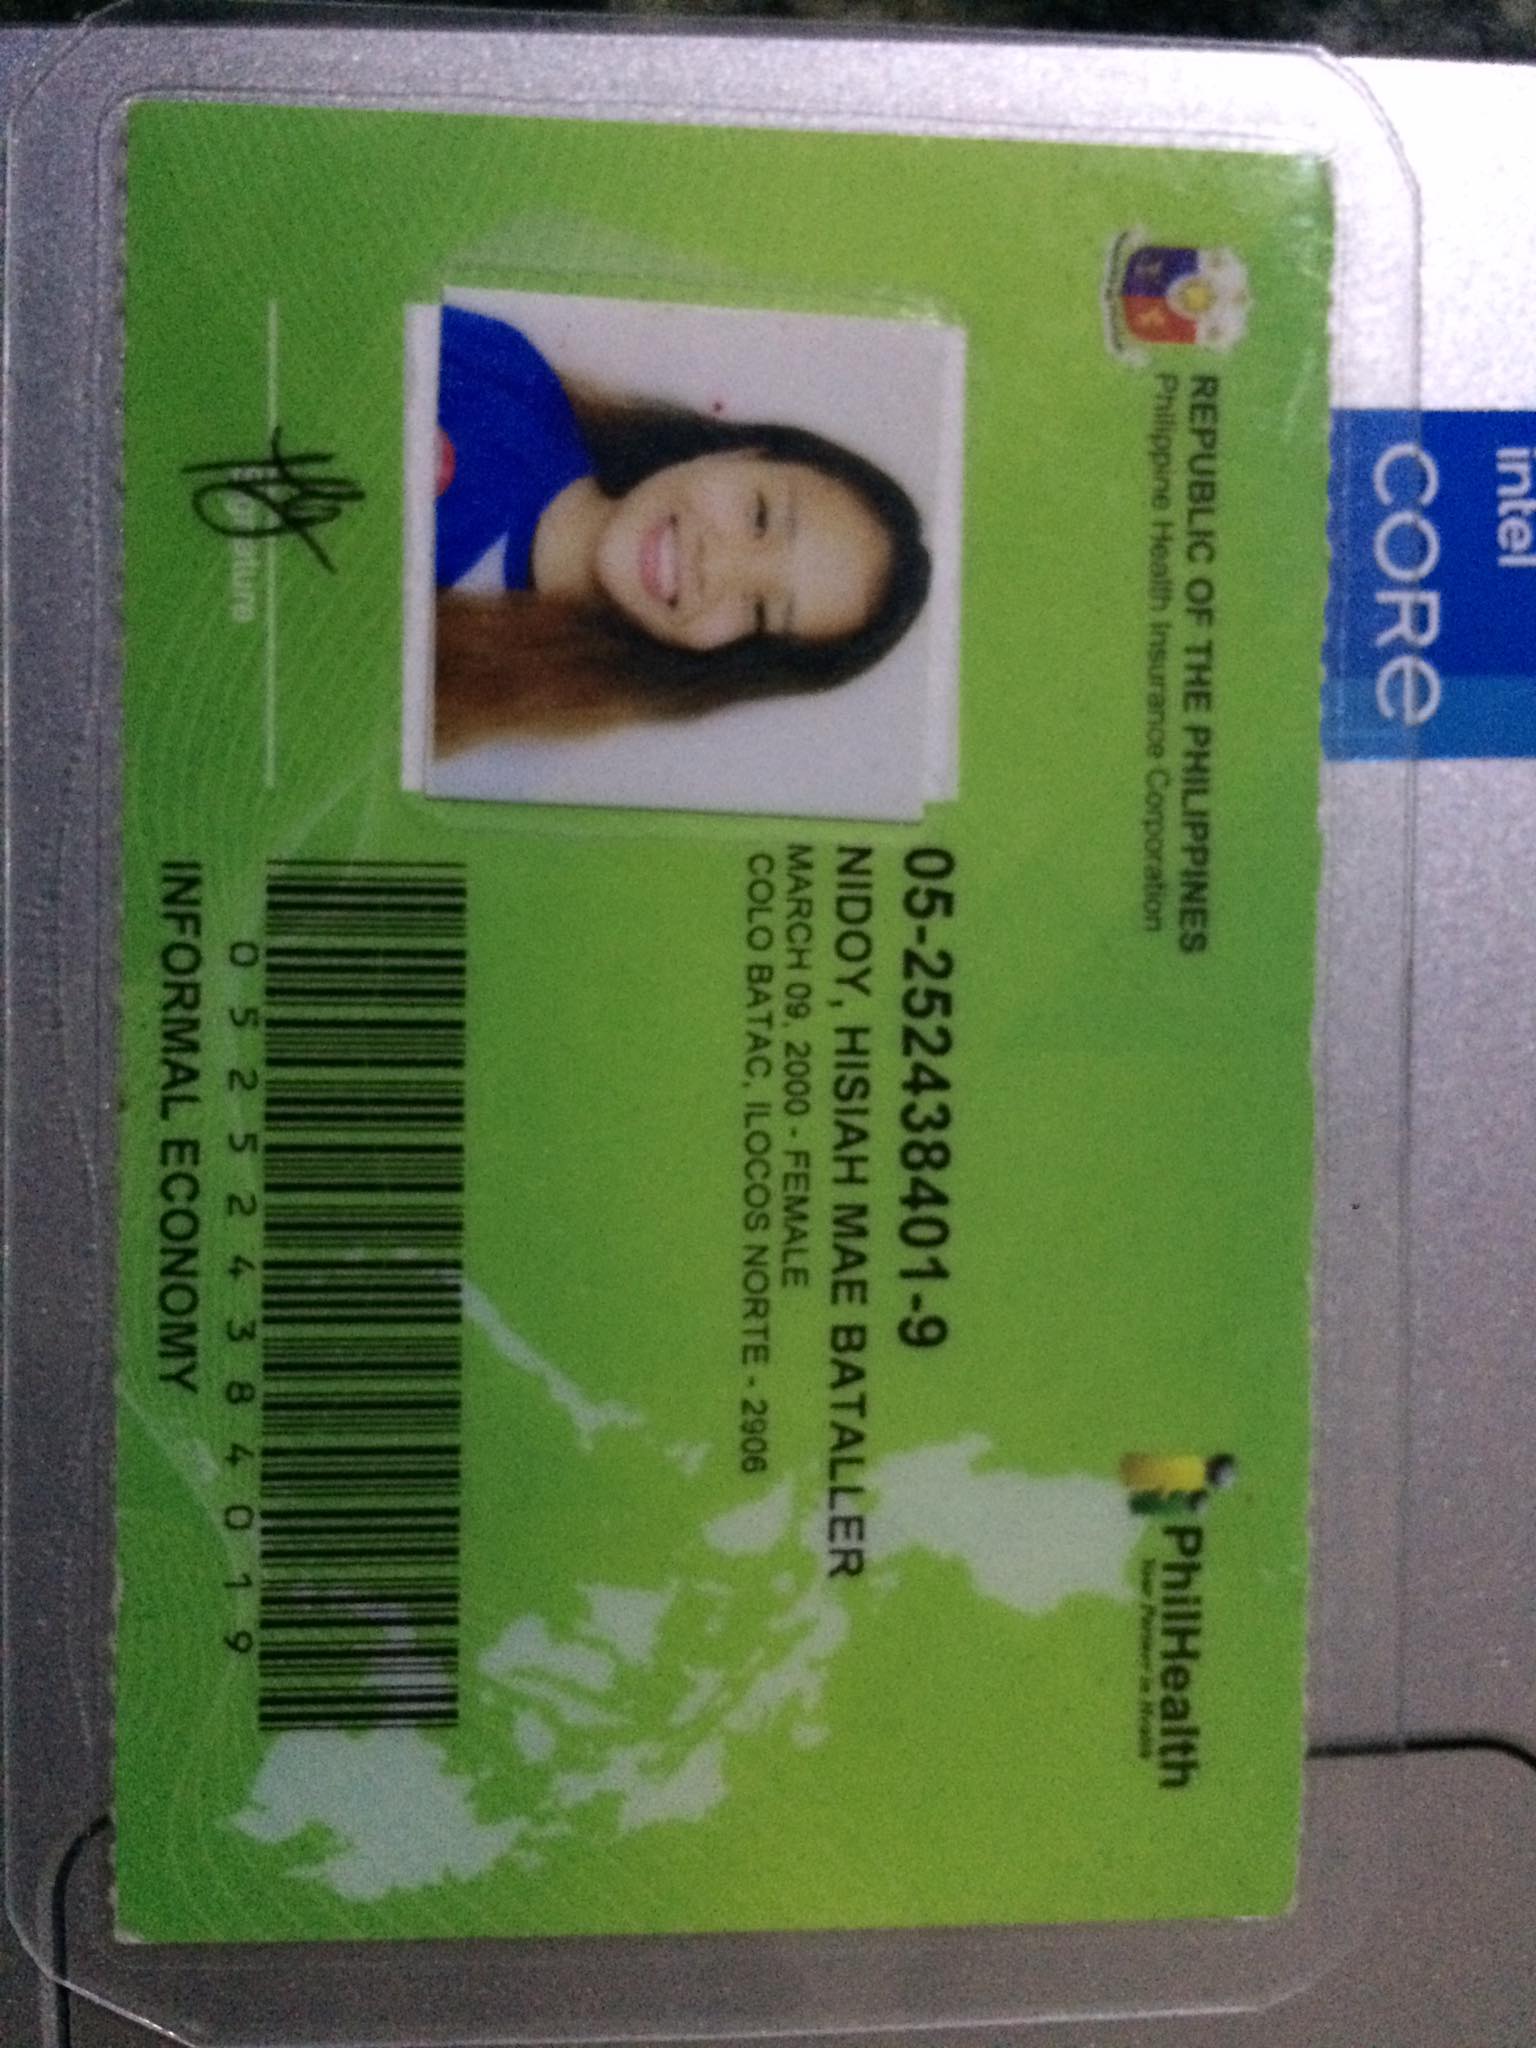 intel
CORE
REPUBLIC OF THE PHILIPPINES
Philippine Health Insurance Corporation
PhilHealth
Your Partner in Health
05-252438401-9
NIDOY, HISIAH MAE BATALLER
MARCH 09, 2000 - FEMALE
COLO BATAC, ILOCOS NORTE - 2906
Signature
052524384019
INFORMAL ECONOMY